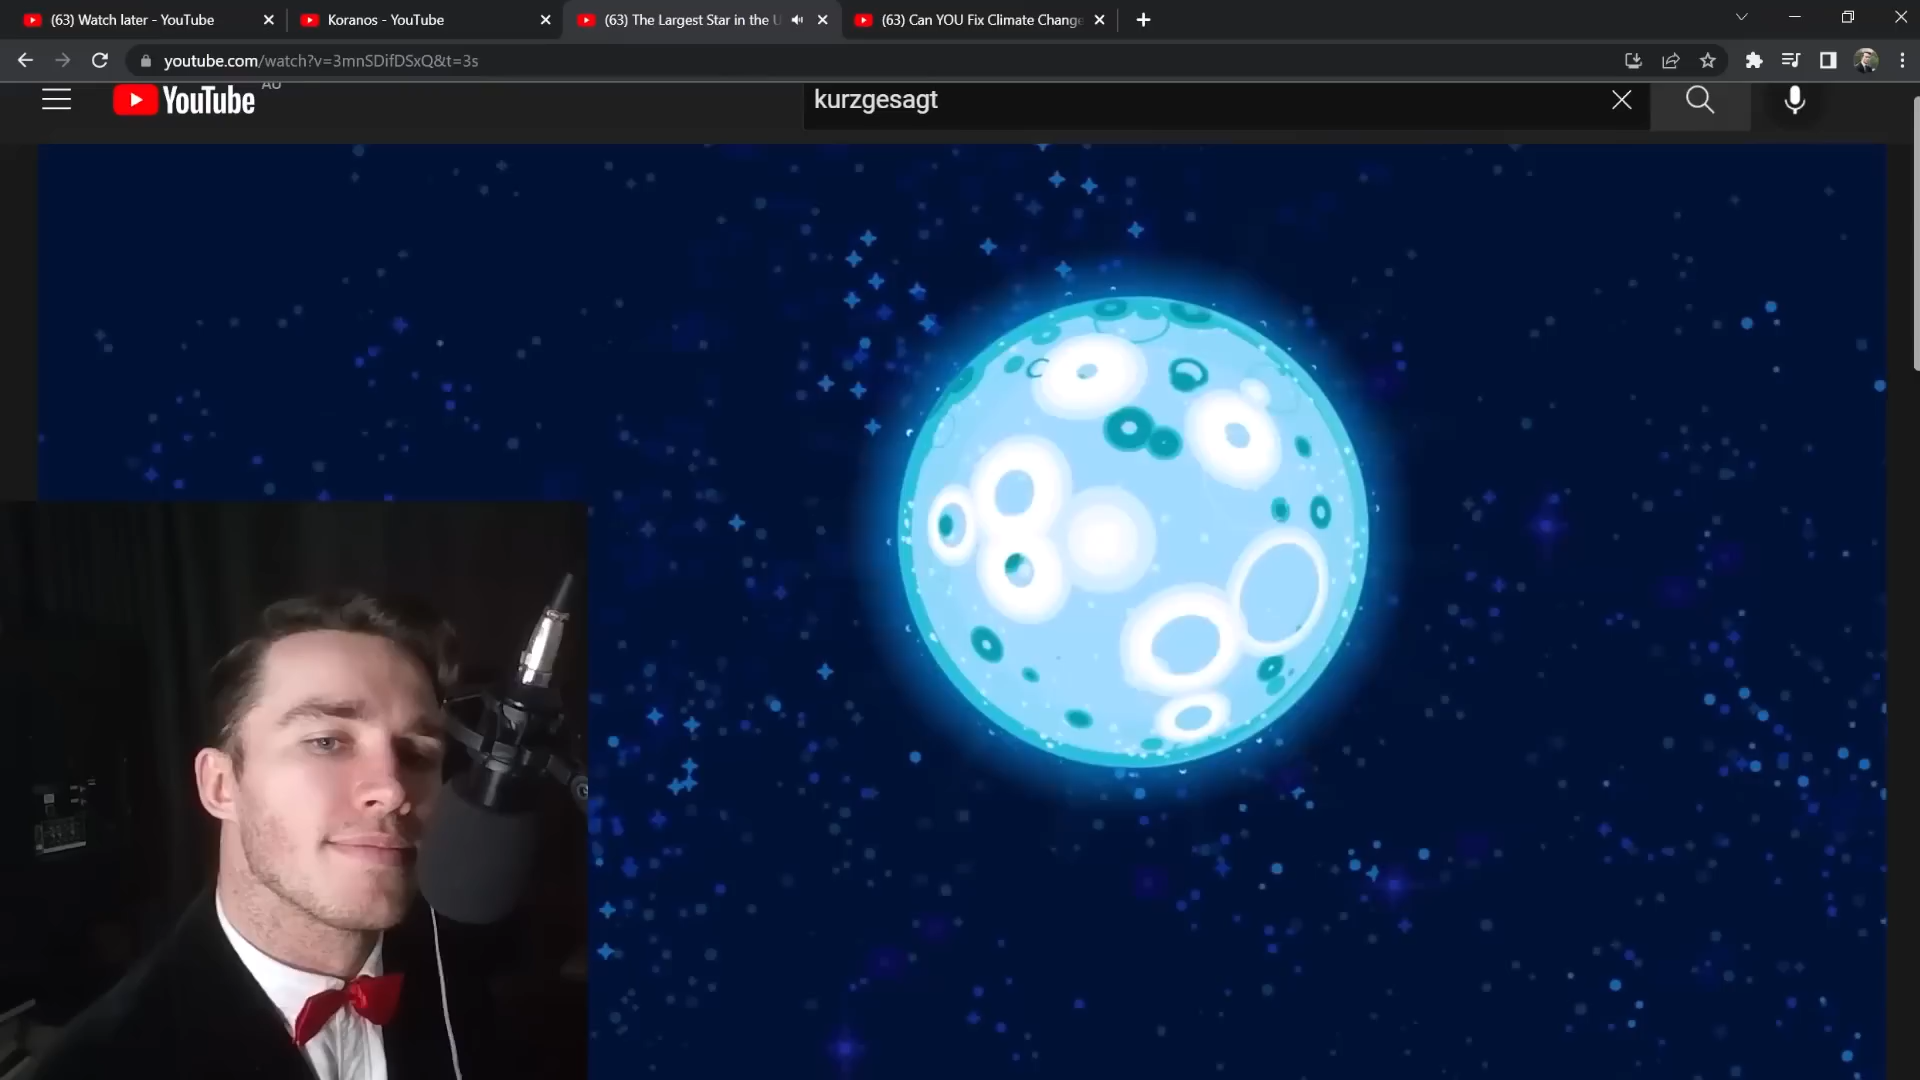 (63) Watch later - YouTube
Koranos - YouTube
(63) The Largest Star in the U
(63) Can YOU Fix Climate Change
youtube.com/watch?v=3mnSDifDSxQ&t=3s
YouTube
AU
kurzgesagt